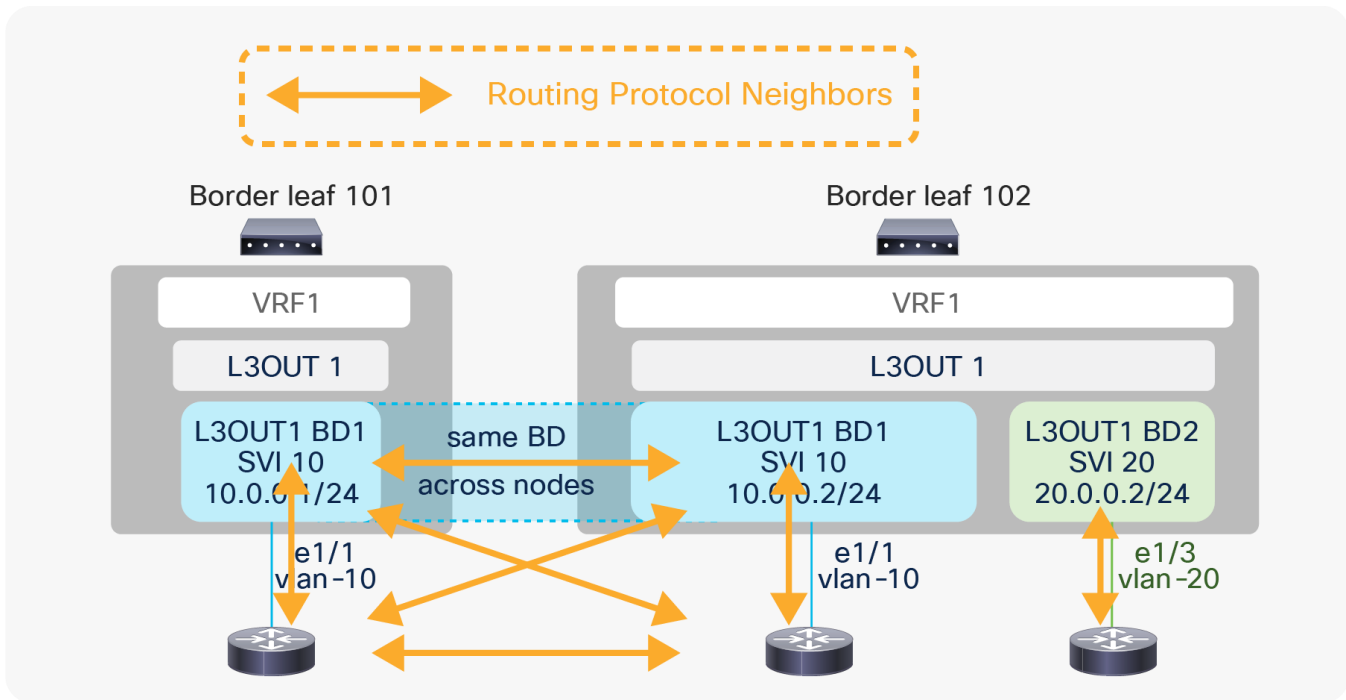 Routing Protocol Neighbors
Border leaf 101
Border leaf 102
VRF1
VRF1
L3OUT 1
L3OUT 1
L3OUT1 BD1
SVI 10
10.0.0.1/24
same BD
across nodes
L3OUT1 BD1
SVI 10
10.0.0.2/24
L3OUT1 BD2
SVI 20
20.0.0.2/24
e1/1
vlan-10
e1/1
vlan-10
e1/3
vlan-20